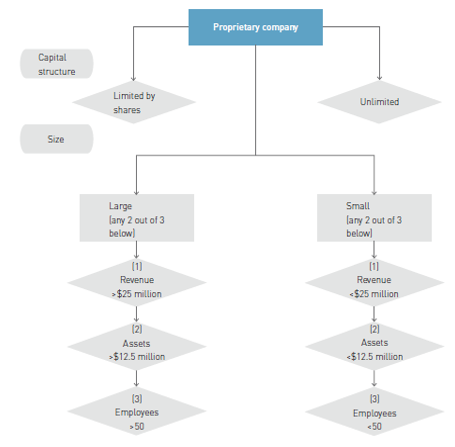 Proprietary company
Capital
structure
Limited by
shares
Unlimited
Size
Large
(any 2 out of 3
below)
Small
(any 2 out of 3
below)
(1)
Revenue
>$25 million
(1)
Revenue
<$25 million
(2)
Assets
>$12.5 million
(2)
Assets
<$12.5 million
(3)
Employees
>50
(3)
Employees
<50